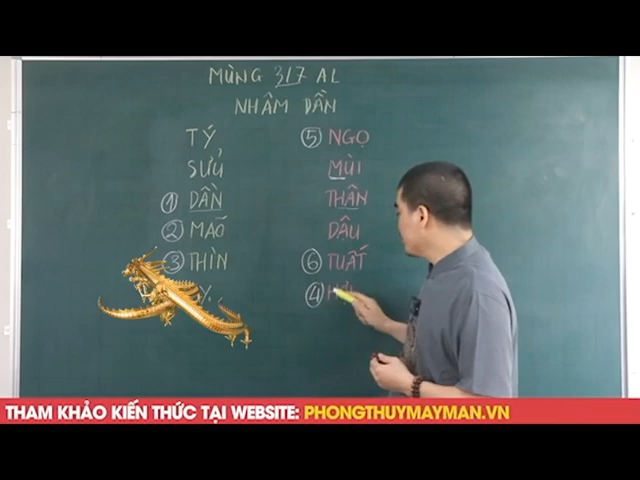 MÙNG 3/7 AL
NHÂM DẦN
TÝ
SỬU
① DẦN
② MAÕ
③ THÌN
⑤ NGỌ
MÙI
THÂN
DẬU
⑥ TUẤT
④
THAM KHẢO KIẾN THỨC TẠI WEBSITE: PHONGTHUYMAYMAN.VN